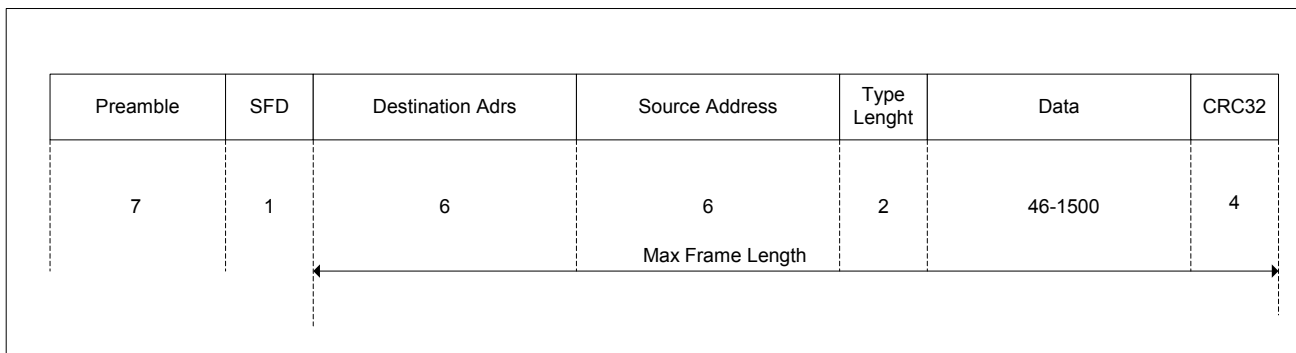 Preamble
SFD
Destination Adrs
Source Address
Type
Lenght
Data
CRC32
7
1
6
6
2
46-1500
4
Max Frame Length